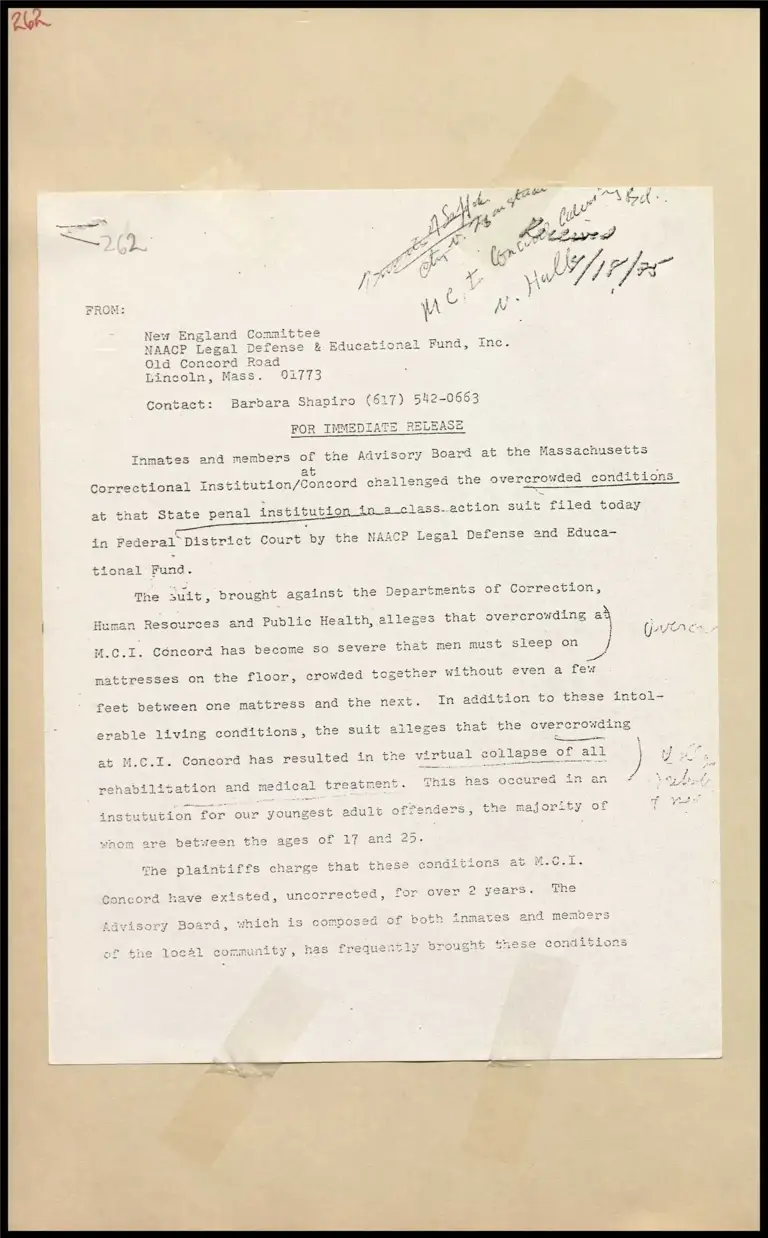 262
262
M C I Concord Advisory Bd.
v. Hall
Received
/18/75
FROM:
New England Committee
NAACP Legal Defense & Educational Fund, Inc.
Old Concord Road
Lincoln, Mass. 01773
Contact: Barbara Shapiro (617) 542-0663
FOR IMMEDIATE RELEASE
Inmates and members of the Advisory Board at the Massachusetts
at
Correctional Institution/Concord challenged the overcrowded conditions
at that State penal institution in a class action suit filed today
in Federal District Court by the NAACP Legal Defense and Educa-
tional Fund.
The Suit, brought against the Departments of Correction,
Human Resources and Public Health, alleges that overcrowding at
M.C.I. Concord has become so severe that men must sleep on
mattresses on the floor, crowded together without even a few
feet between one mattress and the next. In addition to these intol-
erable living conditions, the suit alleges that the overcrowding
at M.C.I. Concord has resulted in the virtual collapse of all
rehabilitation and medical treatment. This has occured in an
instutution for our youngest adult offenders, the majority of
whom are between the ages of 17 and 25.
The plaintiffs charge that these conditions at M.C.I.
Concord have existed, uncorrected, for over 2 years. The
Advisory Board, which is composed of both inmates and members
of the local community, has frequently brought these conditions